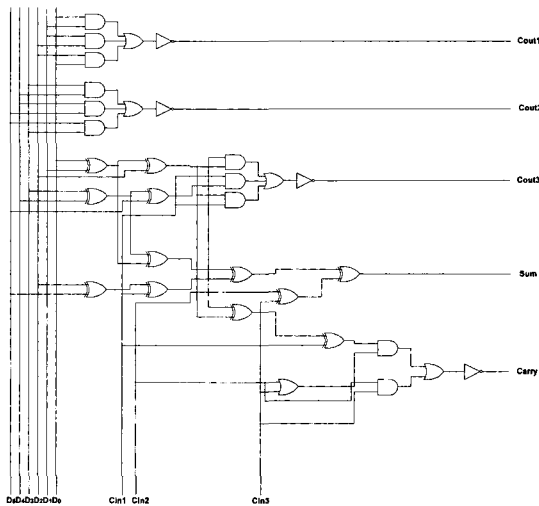 Cout1
Cout2
Cout3
Sum
Carry
D5D4D3D2D1D0 Cin1 Cin2 Cin3